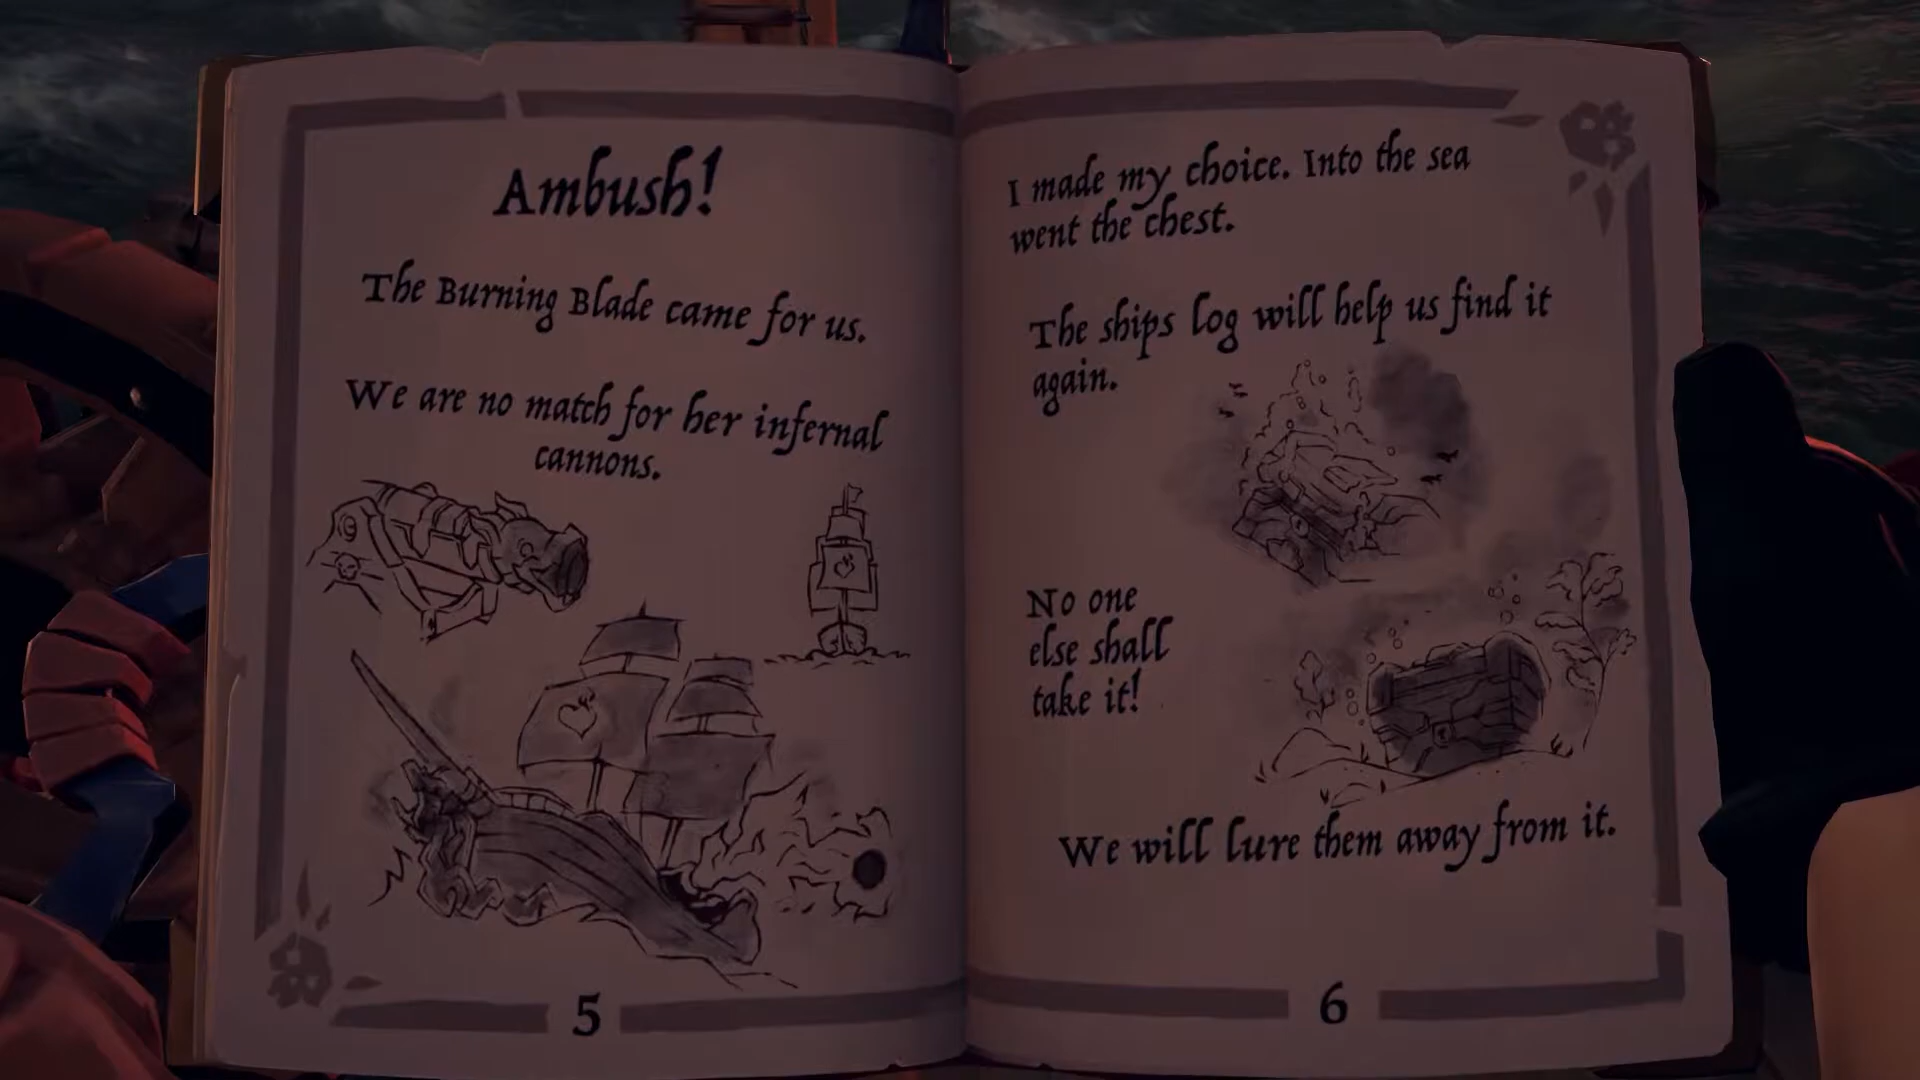 Ambush!
The Burning Blade came for us.
We are no match for her infernal
cannons.
5
I made my choice. Into the sea
went the chest.
The ships log will help us find it
again.
No one
else shall
take it!
We will lure them away from it.
6